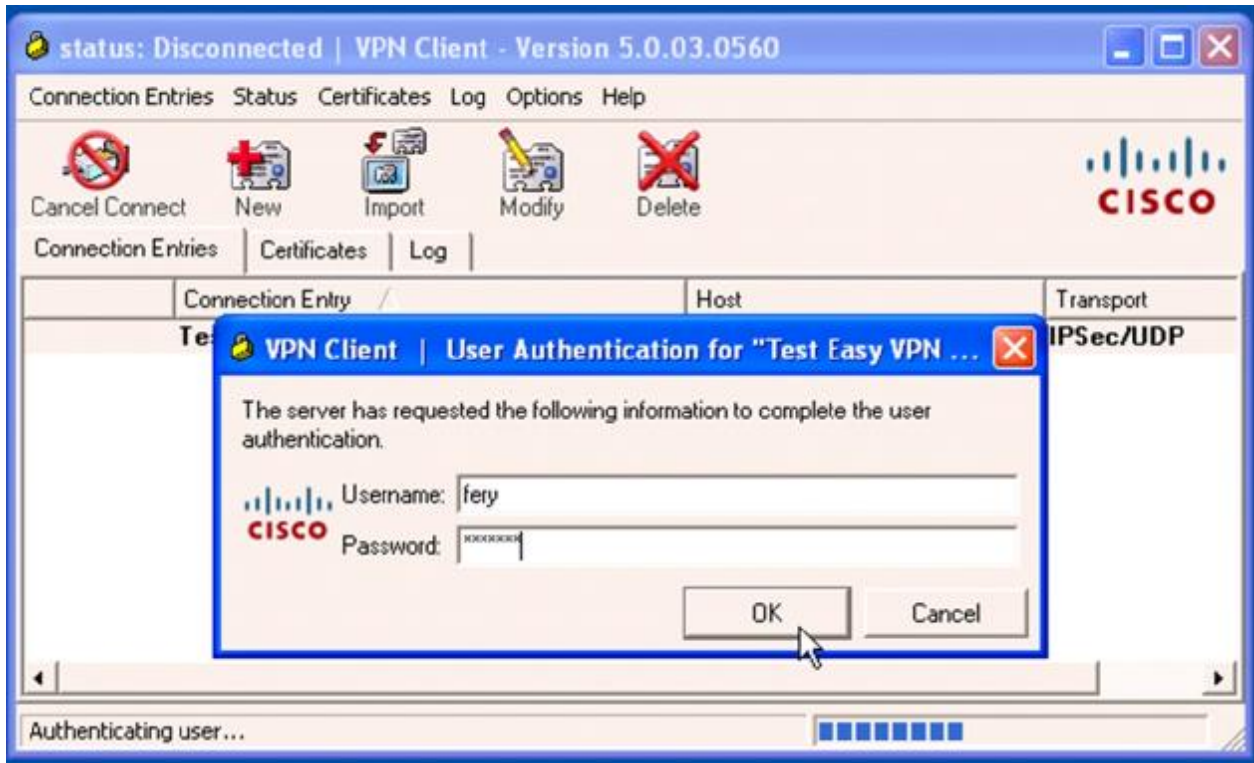 status: Disconnected | VPN Client - Version 5.0.03.0560
Connection Entries Status Certificates Log Options Help
Cancel Connect New Import Modify Delete
CISCO
Connection Entries Certificates Log
Connection Entry Host Transport
Te IPSec/UDP
VPN Client | User Authentication for "Test Easy VPN ...
The server has requested the following information to complete the user
authentication.
Username: fery
CISCO
Password: *******
OK Cancel
Authenticating user...